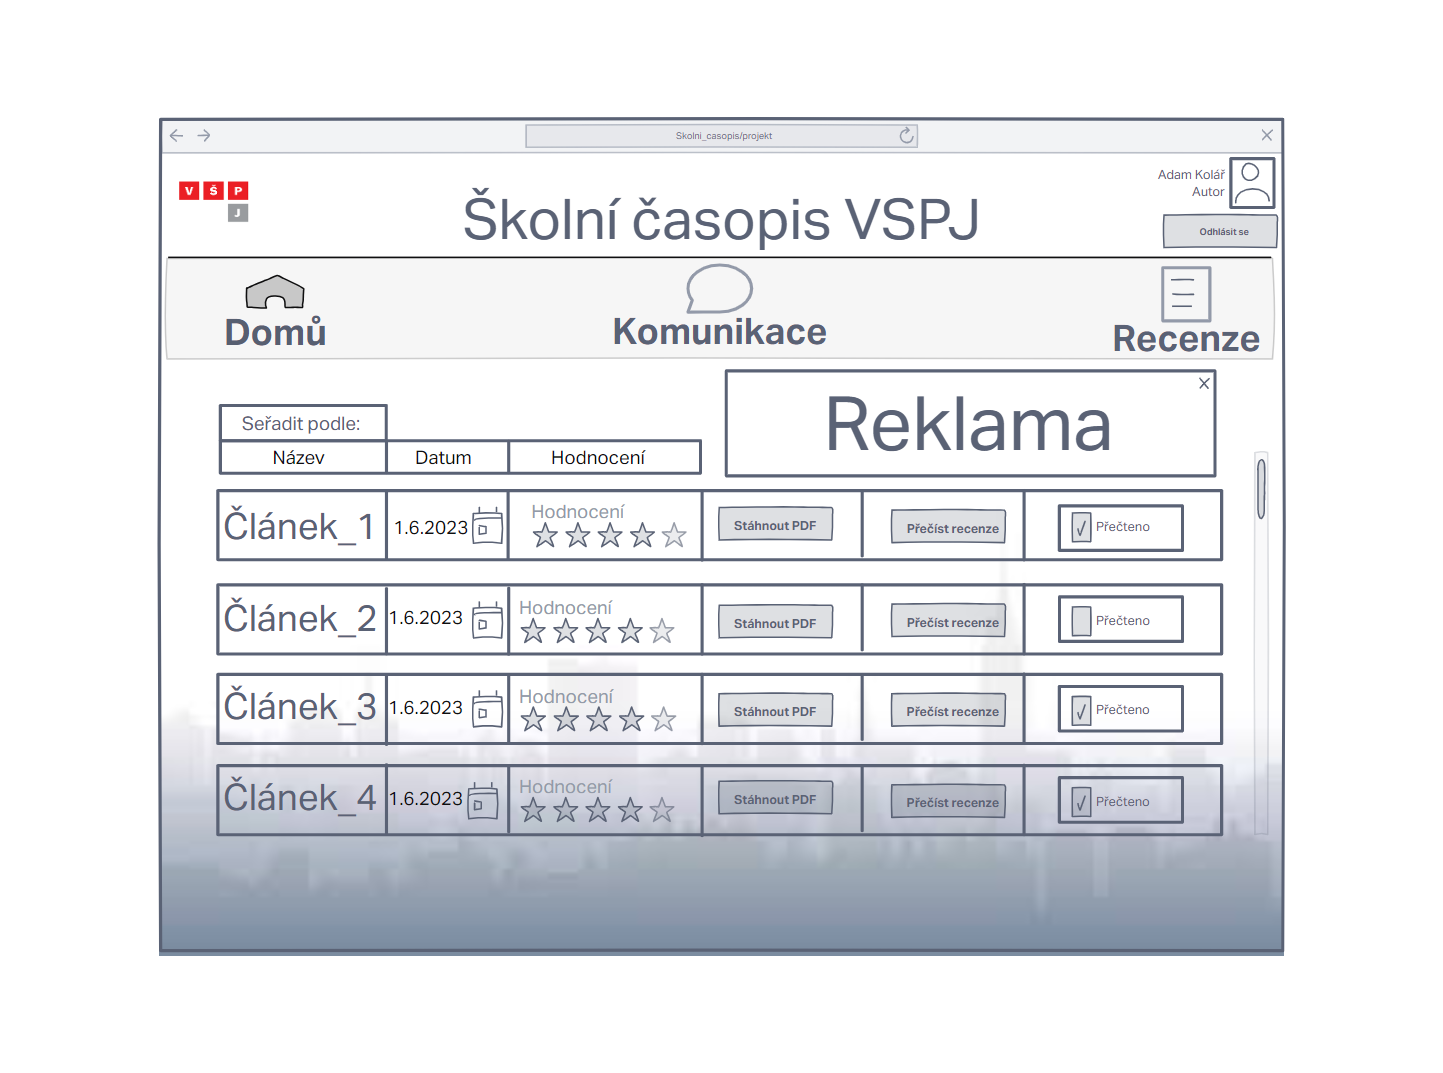 Skolni_casopis/projekt
V Š P
J
Školní časopis VSPJ
Adam Kolář
Autor
Odhlásit se
Domů
Komunikace
Recenze
Reklama
Seřadit podle:
Název Datum Hodnocení
Článek_1 1.6.2023 Hodnocení Stáhnout PDF Přečíst recenze Přečteno
Článek_2 1.6.2023 Hodnocení Stáhnout PDF Přečíst recenze Přečteno
Článek_3 1.6.2023 Hodnocení Stáhnout PDF Přečíst recenze Přečteno
Článek_4 1.6.2023 Hodnocení Stáhnout PDF Přečíst recenze Přečteno